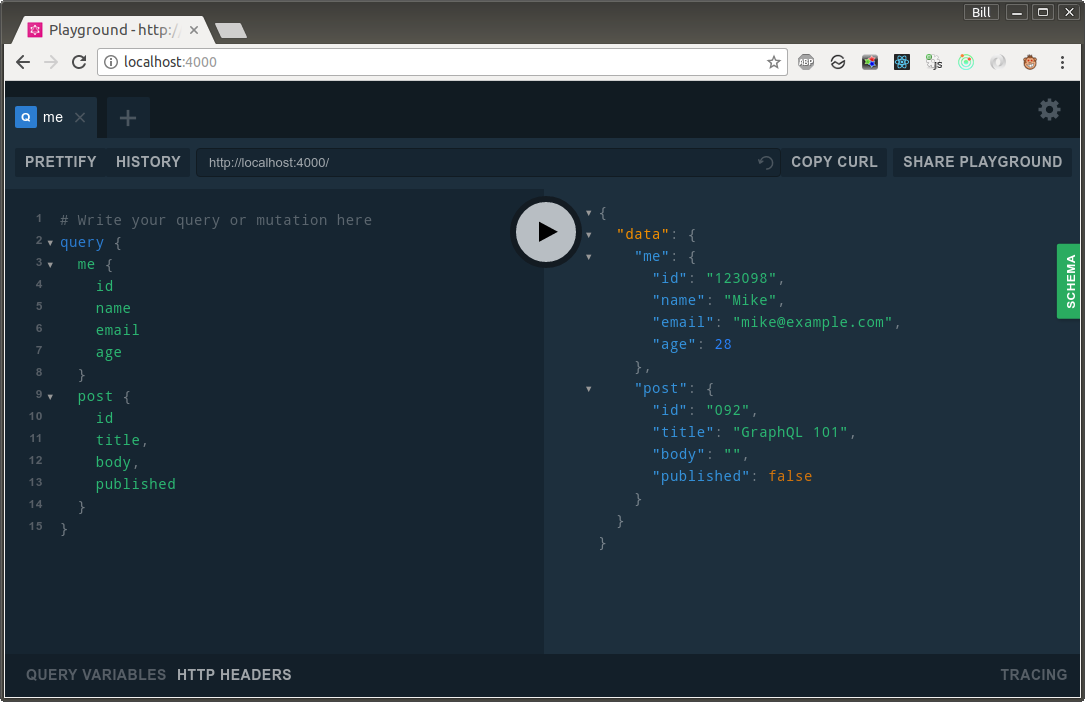 Bill
Playground - http:/
localhost:4000
ABP
JS
Q me
PRETTIFY HISTORY http://localhost:4000/ COPY CURL SHARE PLAYGROUND
1 # Write your query or mutation here
2 query {
3 me {
4 id
5 name
6 email
7 age
8 }
9 post {
10 id
11 title,
12 body,
13 published
14 }
15 }
{
"data": {
"me": {
"id": "123098",
"name": "Mike",
"email": "mike@example.com",
"age": 28
},
"post": {
"id": "092",
"title": "GraphQL 101",
"body": "",
"published": false
}
}
}
SCHEMA
QUERY VARIABLES HTTP HEADERS TRACING